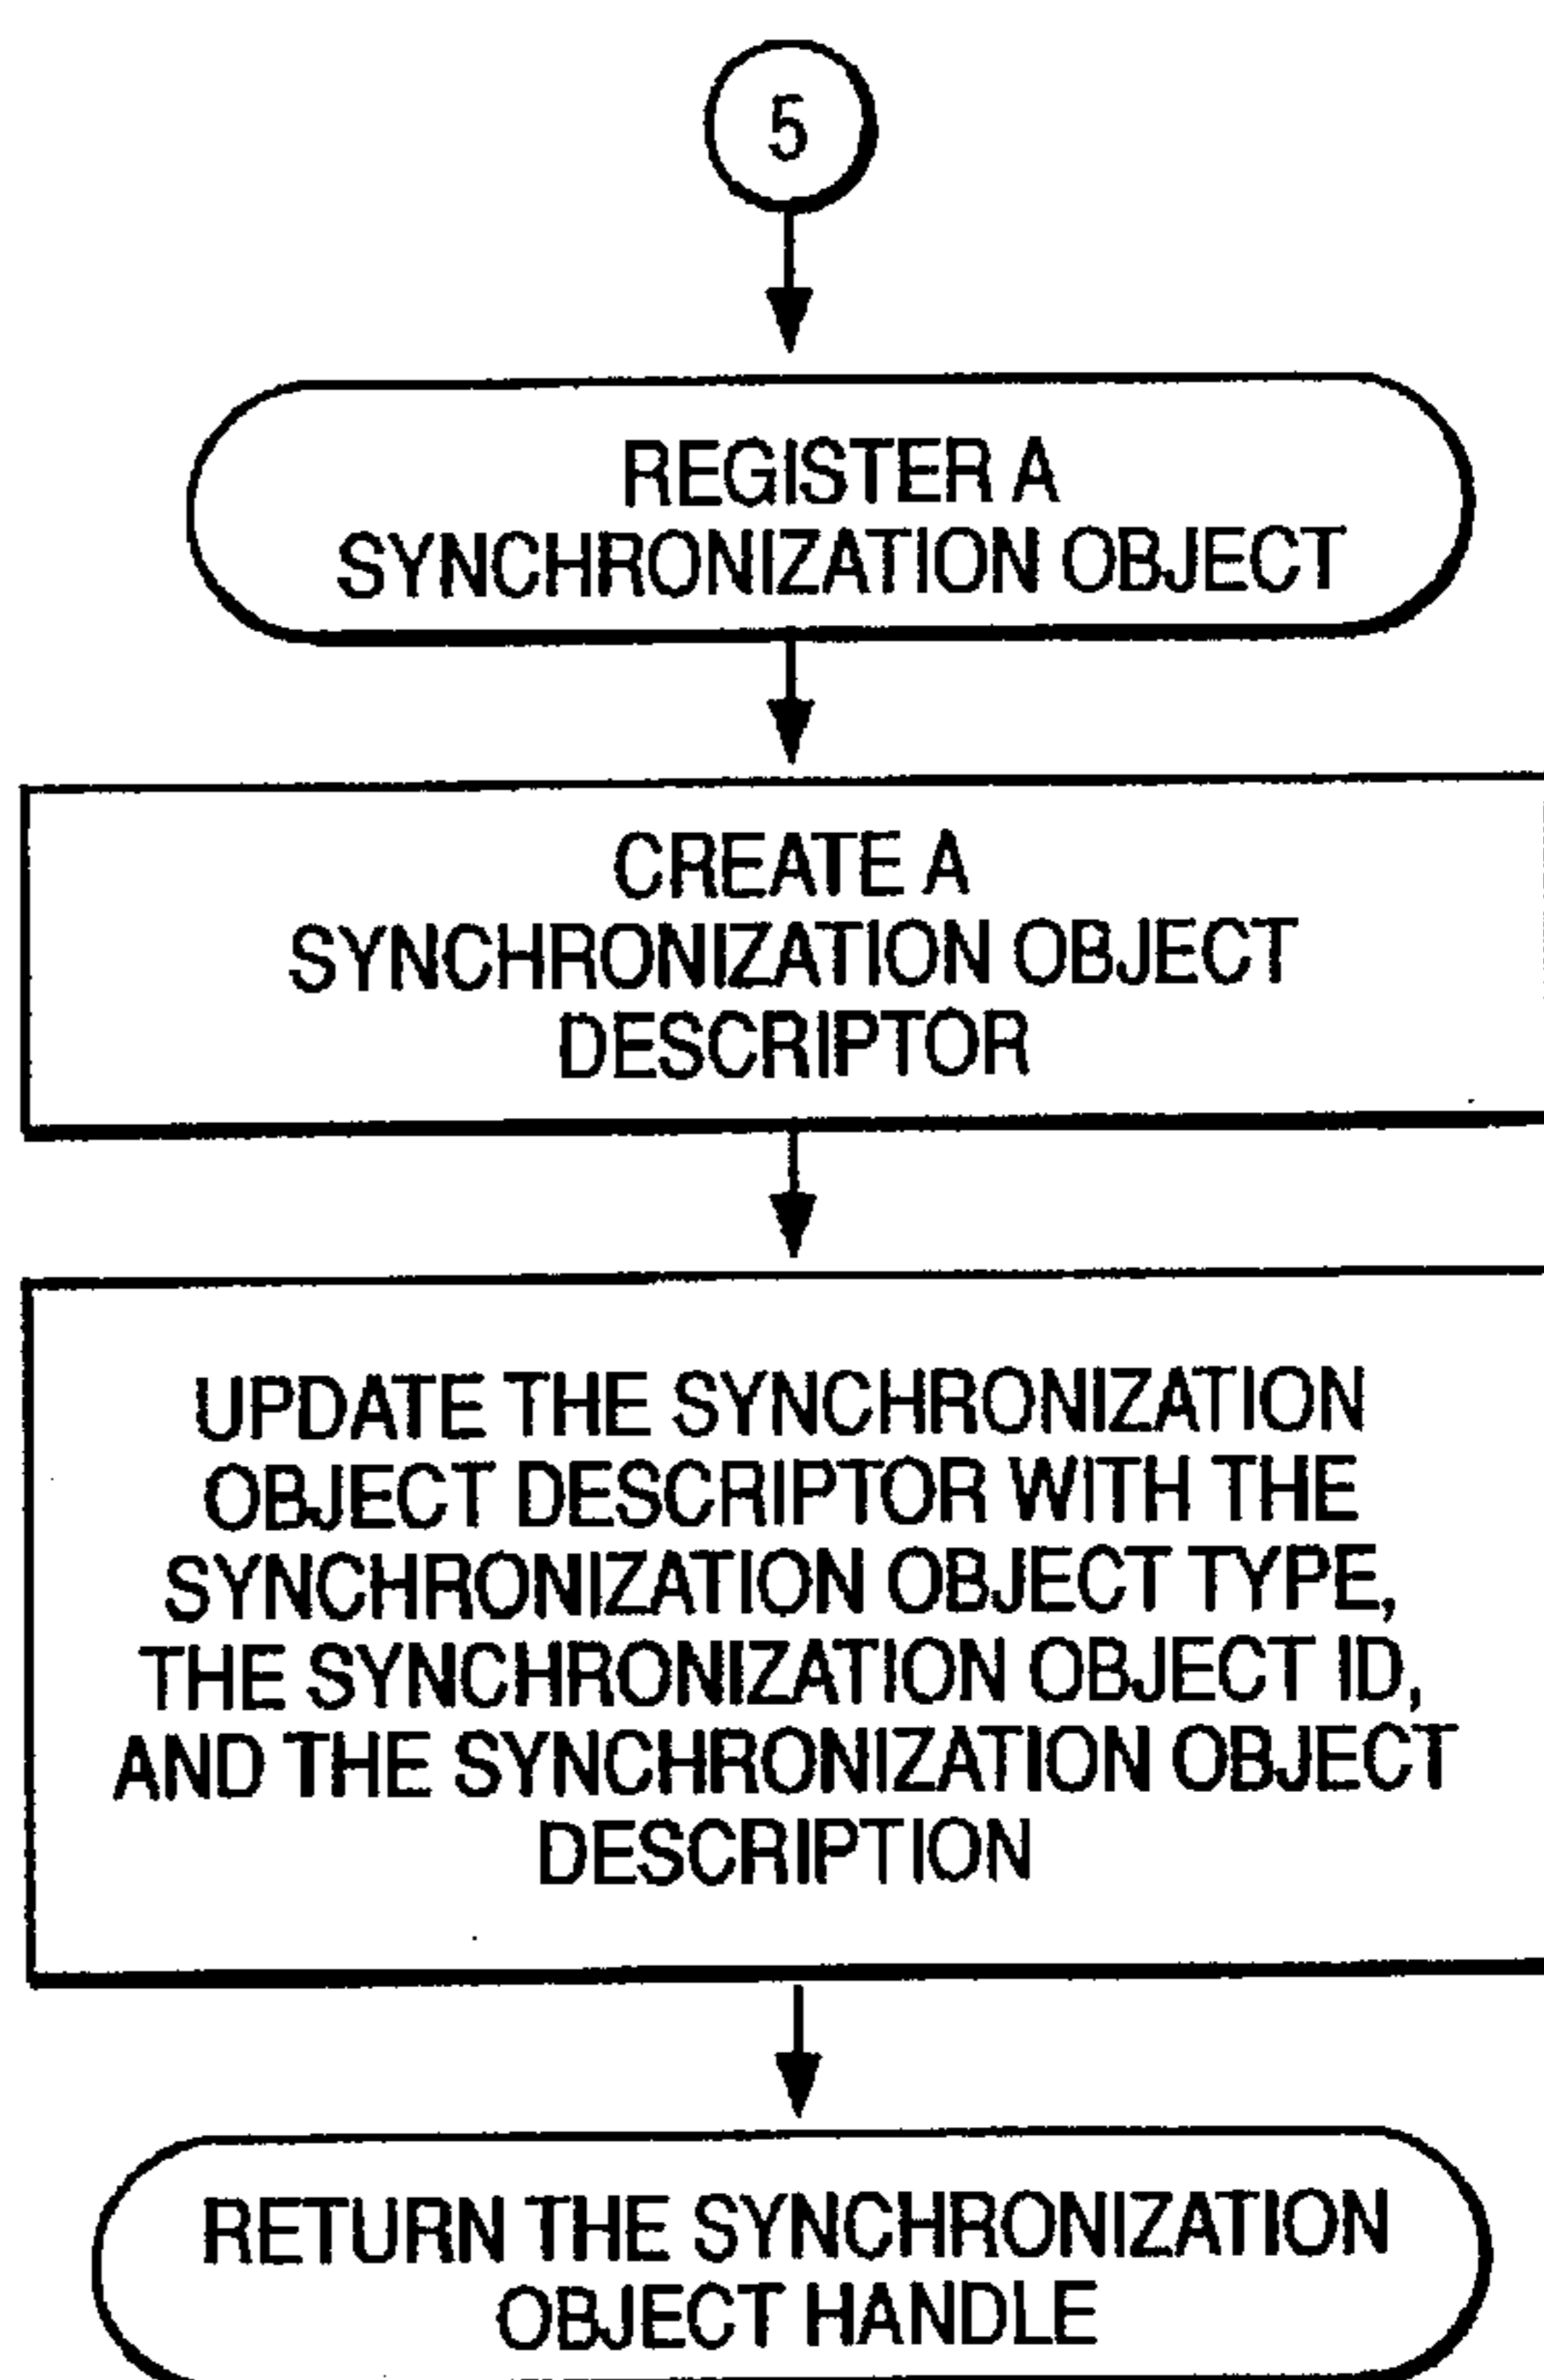 5
REGISTER A
SYNCHRONIZATION OBJECT
CREATE A
SYNCHRONIZATION OBJECT
DESCRIPTOR
UPDATE THE SYNCHRONIZATION
OBJECT DESCRIPTOR WITH THE
SYNCHRONIZATION OBJECT TYPE,
THE SYNCHRONIZATION OBJECT ID,
AND THE SYNCHRONIZATION OBJECT
DESCRIPTION
RETURN THE SYNCHRONIZATION
OBJECT HANDLE